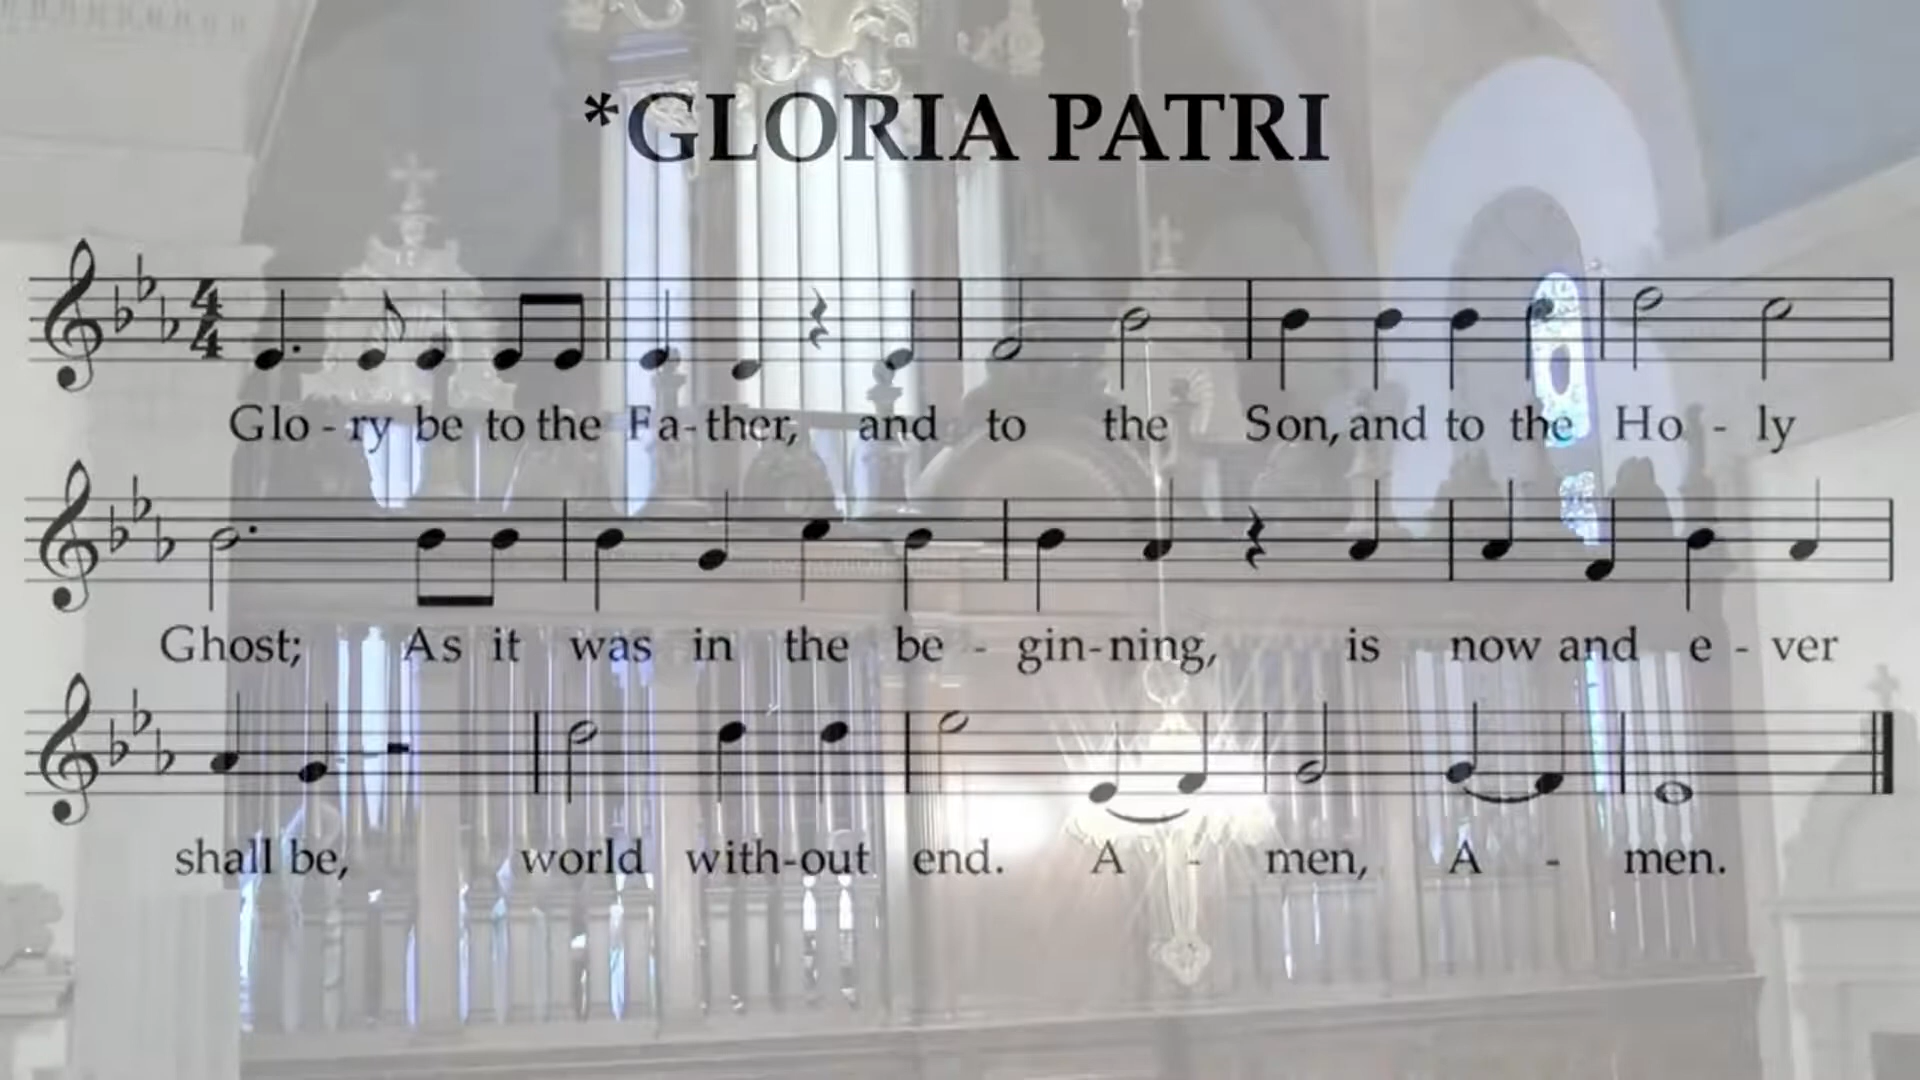 *GLORIA PATRI
4
4
Glo - ry be to the Fa - ther, and to the Son, and to the Ho - ly
Ghost; As it was in the be - gin - ning, is now and e - ver
shall be, world with - out end. A - men, A - men.